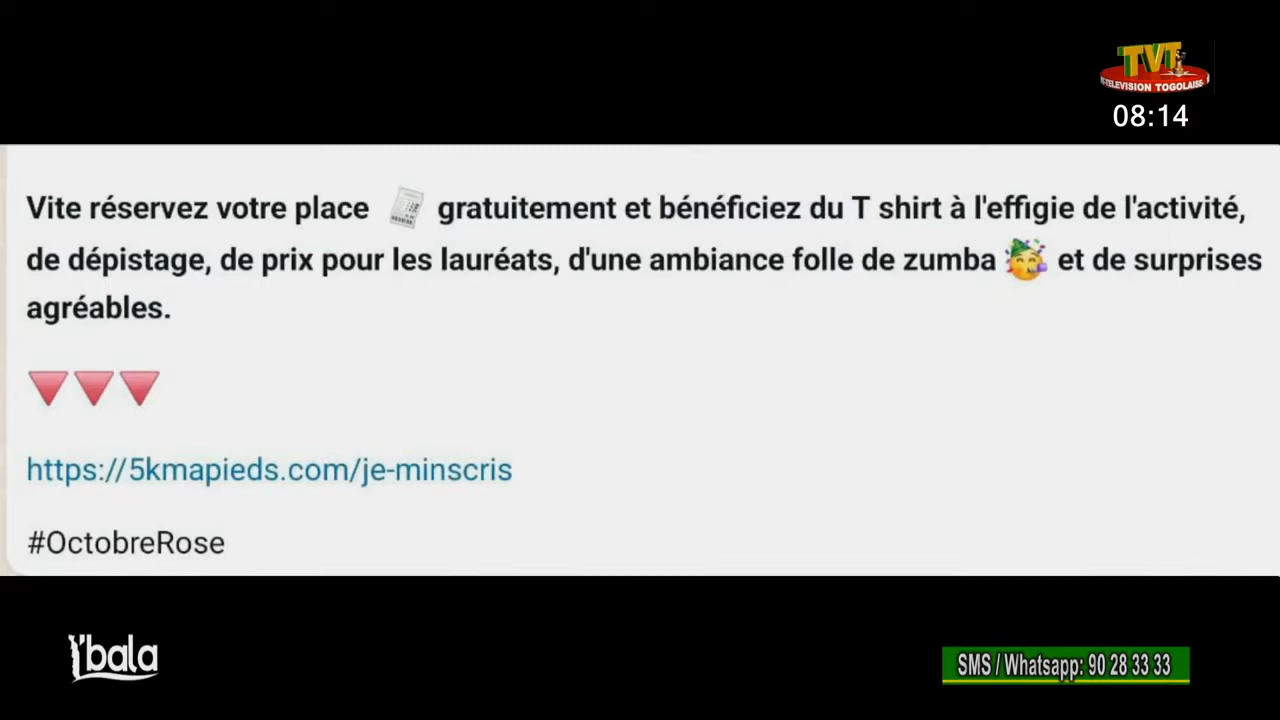 TVT
TELEVISION TOGOLAISE
08:14
Vite réservez votre place 🧾 gratuitement et bénéficiez du T shirt à l'effigie de l'activité,
de dépistage, de prix pour les lauréats, d'une ambiance folle de zumba 🥳 et de surprises
agréables.
🔻🔻🔻
https://5kmapieds.com/je-minscris
#OctobreRose
l'bala
SMS / Whatsapp: 90 28 33 33